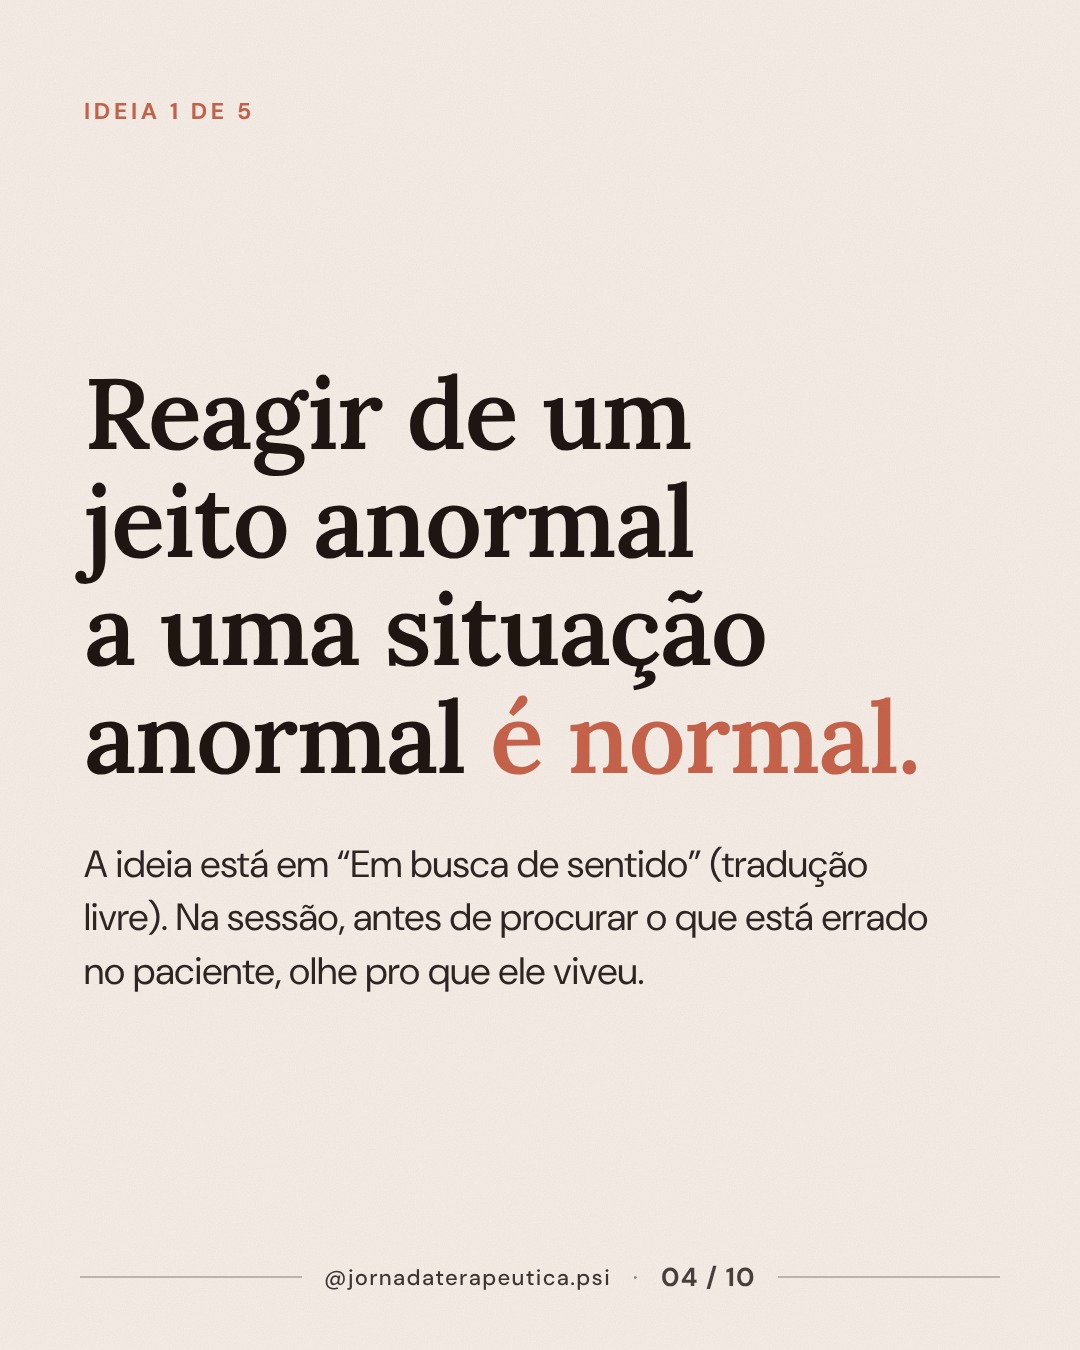 IDEIA 1 DE 5
Reagir de um
jeito anormal
a uma situação
anormal é normal.
A ideia está em “Em busca de sentido” (tradução
livre). Na sessão, antes de procurar o que está errado
no paciente, olhe pro que ele viveu.
@jornadaterapeutica.psi · 04 / 10